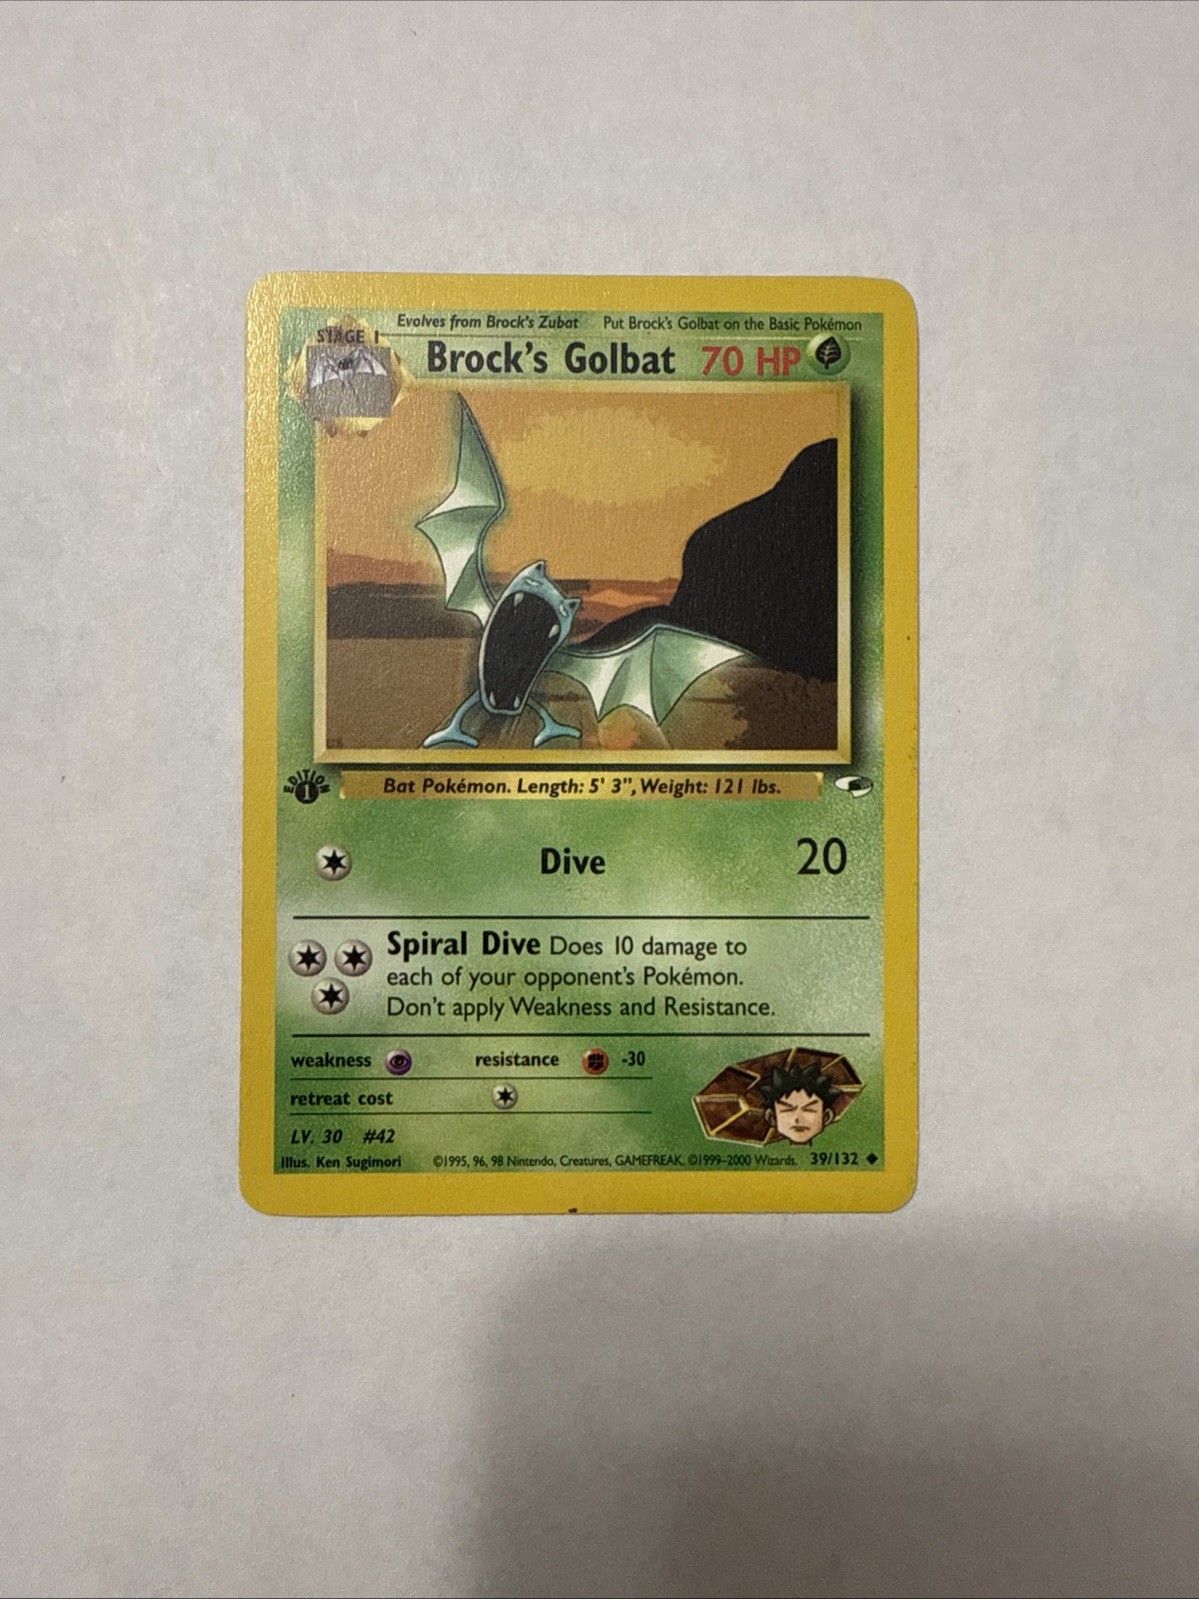 Evolves from Brock's Zubat Put Brock's Golbat on the Basic Pokémon
STAGE 1
Brock's Golbat 70 HP
EDITION
1
Bat Pokémon. Length: 5' 3", Weight: 121 lbs.
Dive 20
Spiral Dive Does 10 damage to
each of your opponent's Pokémon.
Don't apply Weakness and Resistance.
weakness resistance -30
retreat cost
LV. 30 #42
Illus. Ken Sugimori ©1995, 96, 98 Nintendo, Creatures, GAMEFREAK. ©1999–2000 Wizards. 39/132